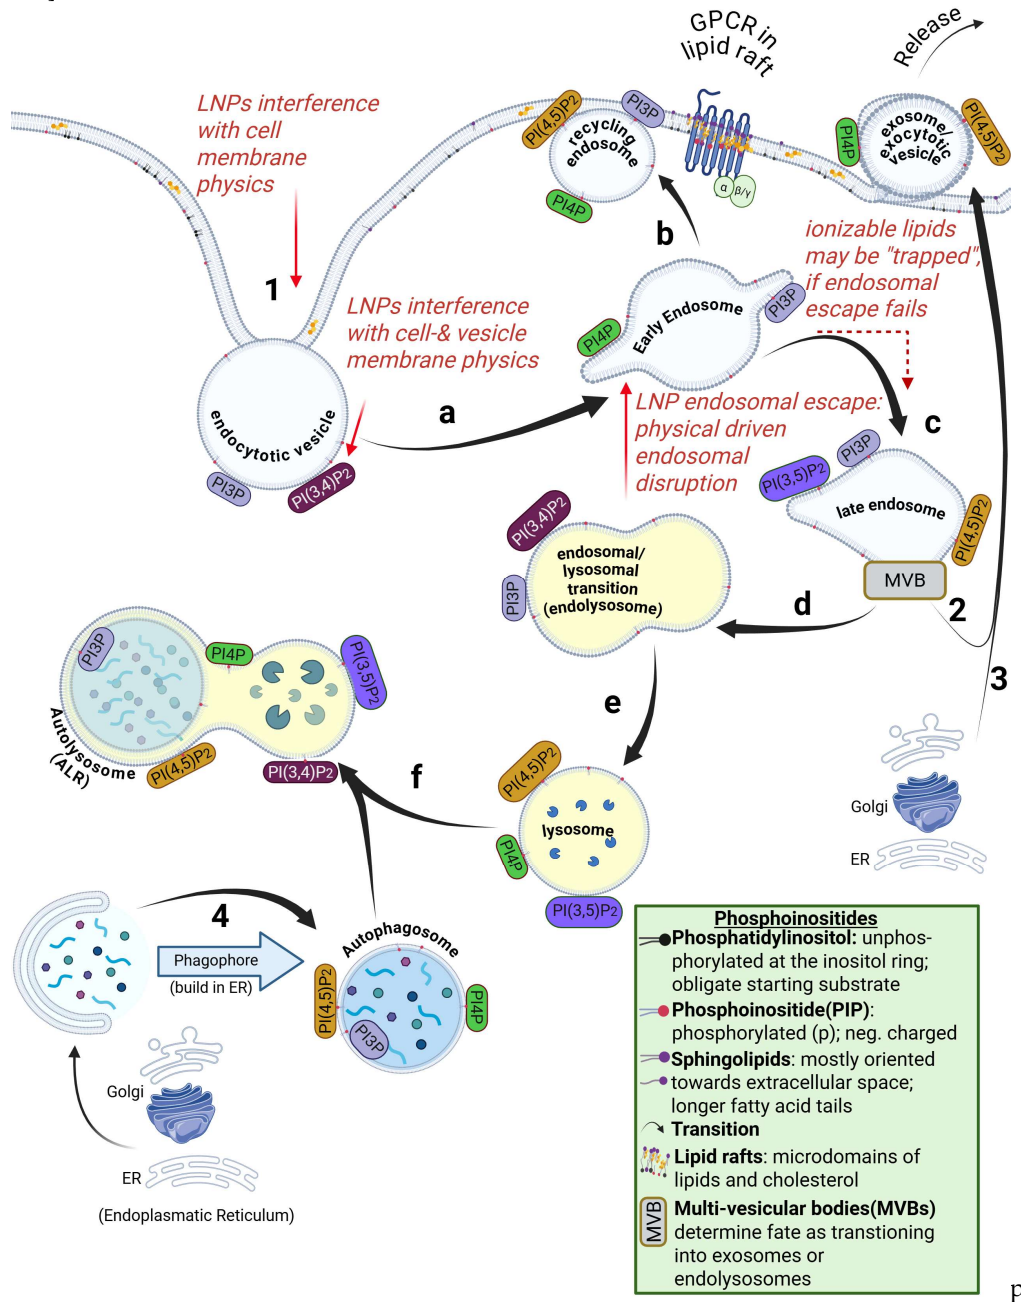 GPCR in
lipid raft
Release
LNPs interference
with cell
membrane
physics
PI(4,5)P2
PI3P
recycling
endosome
PI4P
exosome/
exocytotic
vesicle
PI4P
PI(4,5)P2
α
β/γ
b
1
ionizable lipids
may be "trapped",
if endosomal
escape fails
LNPs interference
with cell-& vesicle
membrane physics
PI4P
Early Endosome
PI3P
endocytotic vesicle
PI3P
PI(3,4)P2
a
LNP endosomal escape:
physical driven
endosomal
disruption
c
PI(3,5)P2
PI3P
late endosome
PI(4,5)P2
MVB
2
PI(3,4)P2
PI3P
endosomal/
lysosomal
transition
(endolysosome)
d
3
PI3P
PI4P
PI(3,5)P2
Autolysosome
(ALR)
PI(4,5)P2
PI(3,4)P2
e
f
PI(4,5)P2
lysosome
PI4P
PI(3,5)P2
Golgi
ER
4
Phagophore
(build in ER)
Autophagosome
PI(4,5)P2
PI3P
PI4P
Golgi
ER
(Endoplasmatic Reticulum)
Phosphoinositides
Phosphatidylinositol: unphos-
phorylated at the inositol ring;
obligate starting substrate
Phosphoinositide(PIP):
phosphorylated (p); neg. charged
Sphingolipids: mostly oriented
towards extracellular space;
longer fatty acid tails
Transition
Lipid rafts: microdomains of
lipids and cholesterol
MVB
Multi-vesicular bodies(MVBs)
determine fate as transtioning
into exosomes or
endolysosomes
p